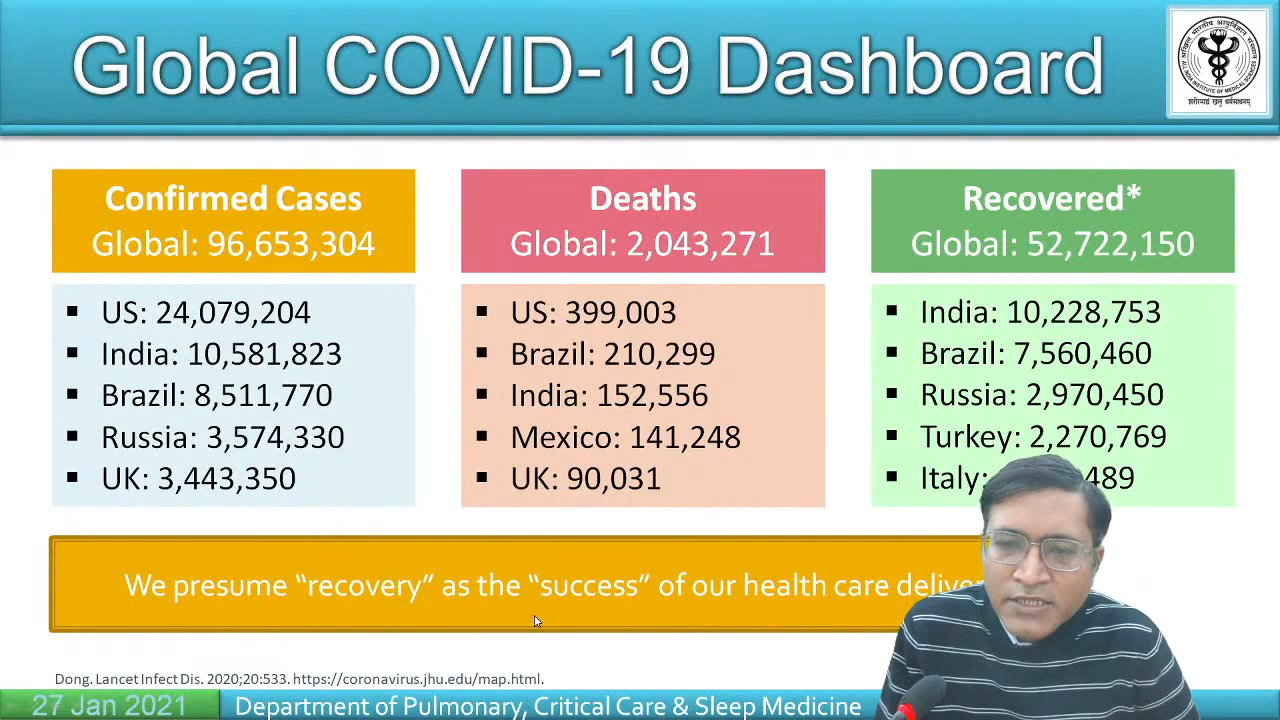 Global COVID-19 Dashboard
Confirmed Cases
Global: 96,653,304
US: 24,079,204
India: 10,581,823
Brazil: 8,511,770
Russia: 3,574,330
UK: 3,443,350
Deaths
Global: 2,043,271
US: 399,003
Brazil: 210,299
India: 152,556
Mexico: 141,248
UK: 90,031
Recovered*
Global: 52,722,150
India: 10,228,753
Brazil: 7,560,460
Russia: 2,970,450
Turkey: 2,270,769
Italy: 489
We presume “recovery” as the “success” of our health care
Dong. Lancet Infect Dis. 2020;20:533. https://coronavirus.jhu.edu/map.html.
27 Jan 2021
Department of Pulmonary, Critical Care & Sleep Medicine